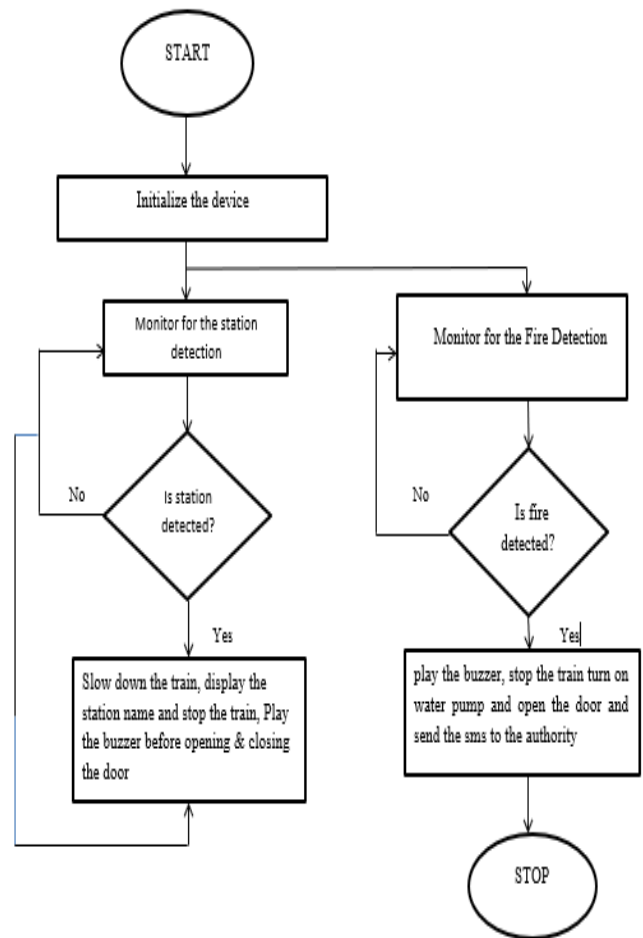 START
Initialize the device
Monitor for the station
detection
Monitor for the Fire Detection
Is station
detected?
No
Yes
Slow down the train, display the
station name and stop the train, Play
the buzzer before opening & closing
the door
Is fire
detected?
No
Yes
play the buzzer, stop the train turn on
water pump and open the door and
send the sms to the authority
STOP